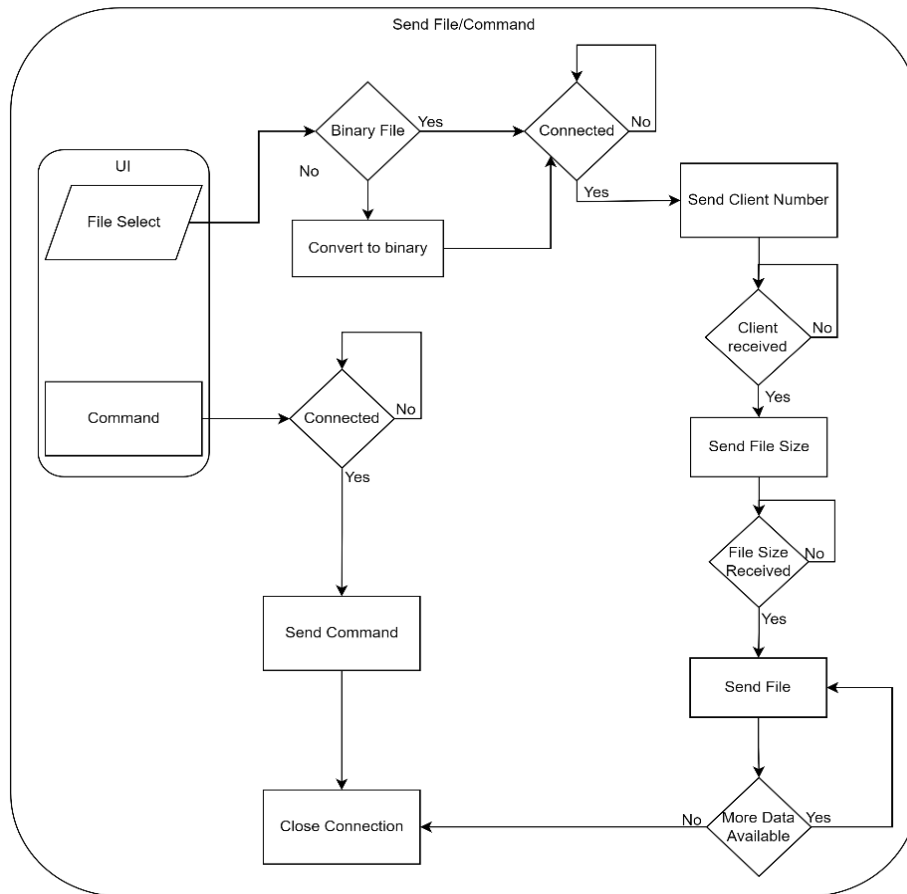 Send File/Command
Binary File
Yes
Connected
No
UI
No
Yes
File Select
Send Client Number
Convert to binary
Client
received
No
Yes
Command
Connected
No
Send File Size
Yes
File Size
Received
No
Yes
Send Command
Send File
Close Connection
No
More Data
Available
Yes